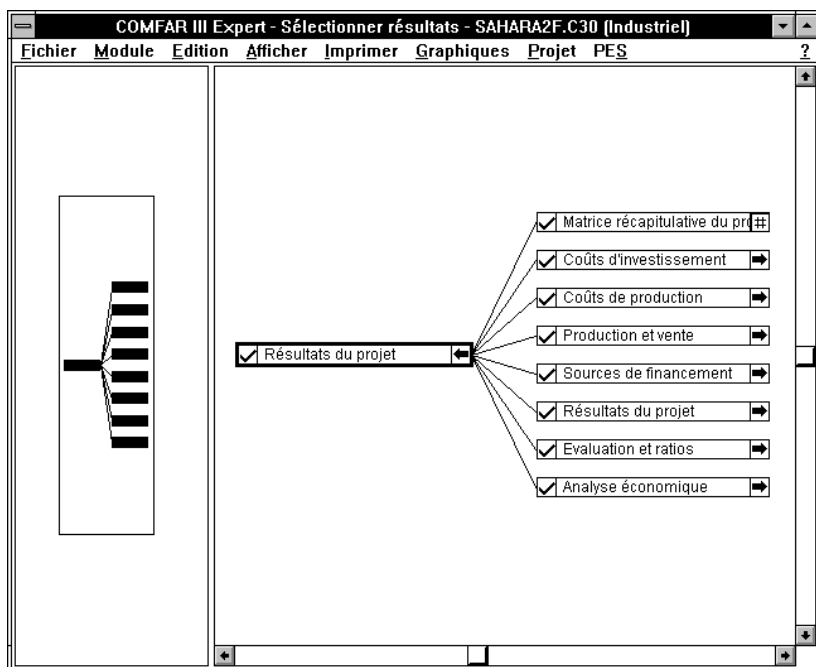 COMFAR III Expert - Sélectionner résultats - SAHARA2F.C30 (Industriel)
Fichier Module Edition Afficher Imprimer Graphiques Projet PES ?
Matrice récapitulative du pr
Coûts d'investissement
Coûts de production
Production et vente
Résultats du projet
Sources de financement
Résultats du projet
Evaluation et ratios
Analyse économique